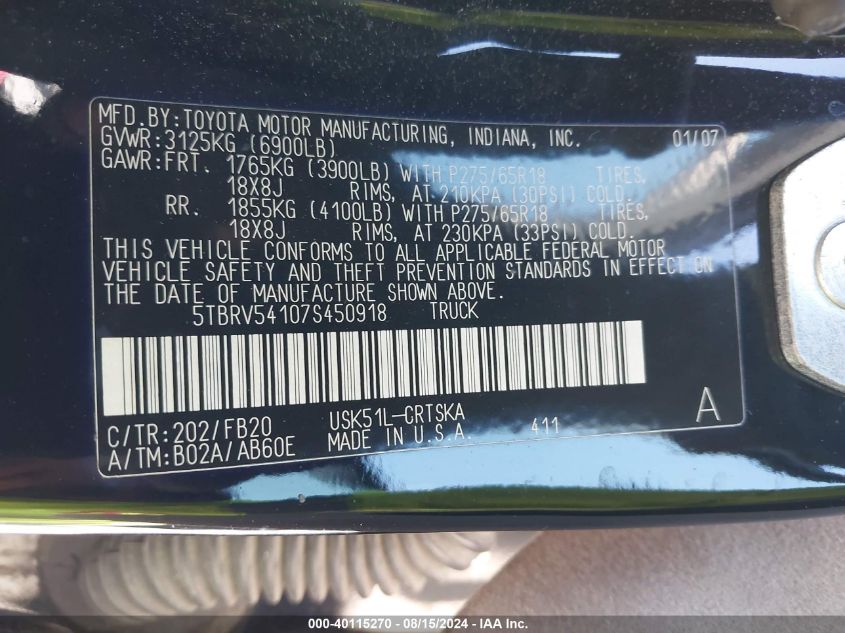 MFD.BY:TOYOTA MOTOR MANUFACTURING, INDIANA, INC. 01/07
GVWR:3125KG (6900LB)
GAWR:FRT. 1765KG (3900LB) WITH P275/65R18 TIRES,
18X8J RIMS, AT 210KPA (30PSI) COLD.
RR. 1855KG (4100LB) WITH P275/65R18 TIRES,
18X8J RIMS, AT 230KPA (33PSI) COLD.
THIS VEHICLE CONFORMS TO ALL APPLICABLE FEDERAL MOTOR
VEHICLE SAFETY AND THEFT PREVENTION STANDARDS IN EFFECT ON
THE DATE OF MANUFACTURE SHOWN ABOVE.
5TBRV54107S450918 TRUCK
C/TR:202/FB20 USK51L-CRTSKA A
A/TM:B02A/AB60E MADE IN U.S.A. 411
000-40115270 - 08/15/2024 - IAA Inc.